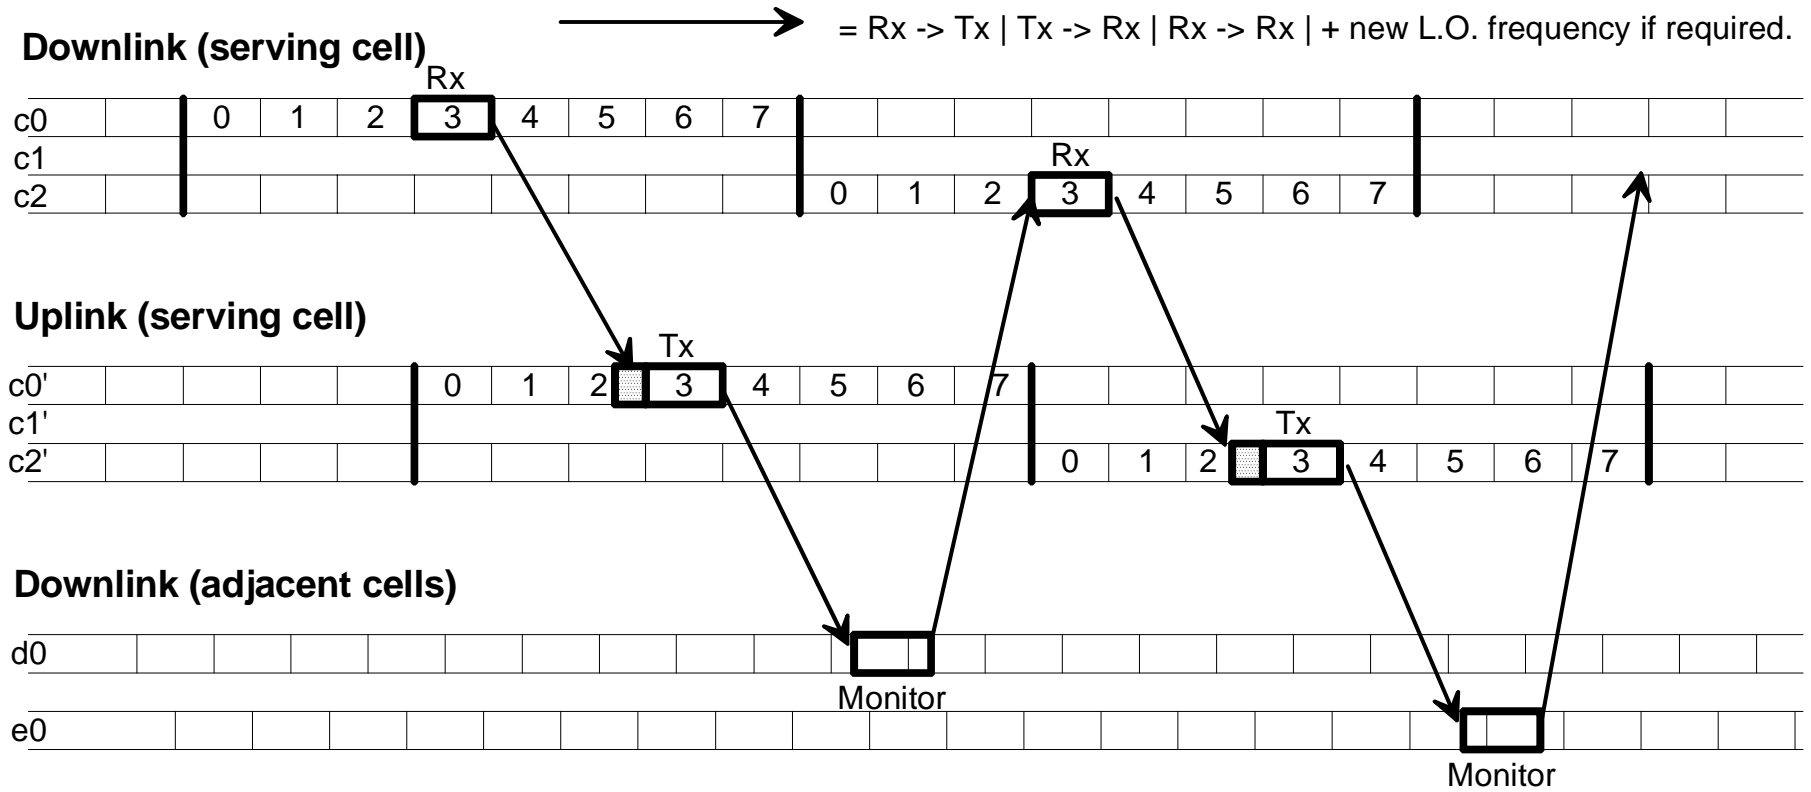 = Rx -> Tx | Tx -> Rx | Rx -> Rx | + new L.O. frequency if required.
Downlink (serving cell)
Rx
c0 0 1 2 3 4 5 6 7
c1 Rx
c2 0 1 2 3 4 5 6 7
Uplink (serving cell)
Tx
c0' 0 1 2 3 4 5 6 7
c1' Tx
c2' 0 1 2 3 4 5 6 7
Downlink (adjacent cells)
d0
Monitor
e0
Monitor